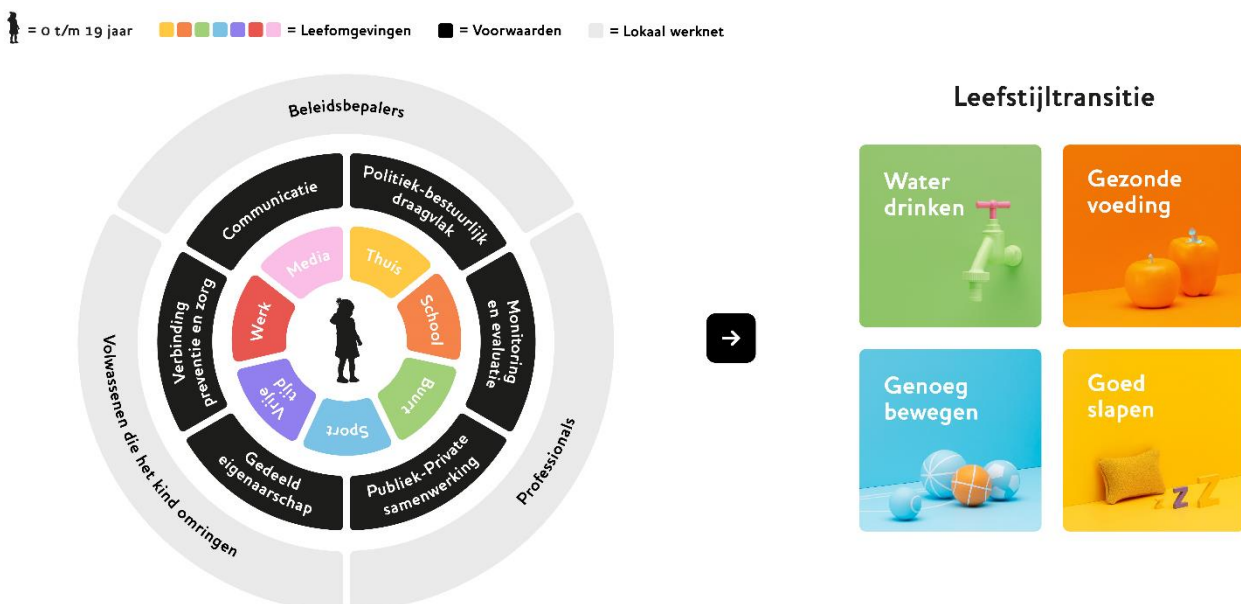 = 0 t/m 19 jaar
= Leefomgevingen
= Voorwaarden
= Lokaal werknet
Beleidsbepalers
Professionals
Volwassenen die het kind omringen
Communicatie
Politiek-bestuurlijk
draagvlak
Monitoring
en evaluatie
Publiek-Private
samenwerking
Gedeeld
eigenaarschap
Verbinding
preventie en zorg
Media
Thuis
School
Buurt
Sport
Vrije
tijd
Werk
Leefstijltransitie
Water
drinken
Gezonde
voeding
Genoeg
bewegen
Goed
slapen
z z Z